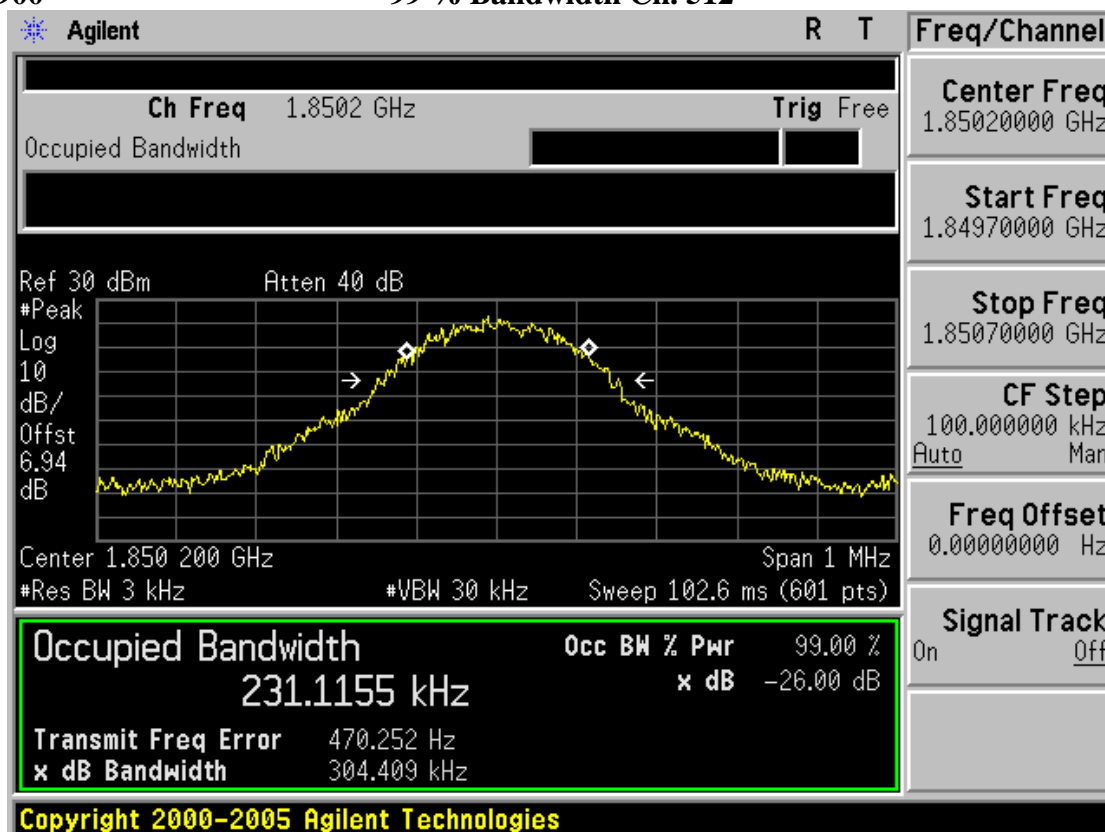 99 % Bandwidth Ch. 512
Agilent R T
Freq/Channel
Ch Freq 1.8502 GHz Trig Free
Occupied Bandwidth
Center Freq
1.85020000 GHz
Start Freq
1.84970000 GHz
Stop Freq
1.85070000 GHz
CF Step
100.000000 kHz
Auto Man
Freq Offset
0.00000000 Hz
Signal Track
On Off
Ref 30 dBm Atten 40 dB
#Peak
Log
10
dB/
Offst
6.94
dB
Center 1.850 200 GHz Span 1 MHz
#Res BW 3 kHz #VBW 30 kHz Sweep 102.6 ms (601 pts)
Occupied Bandwidth Occ BW % Pwr 99.00 %
231.1155 kHz x dB -26.00 dB
Transmit Freq Error 470.252 Hz
x dB Bandwidth 304.409 kHz
Copyright 2000-2005 Agilent Technologies